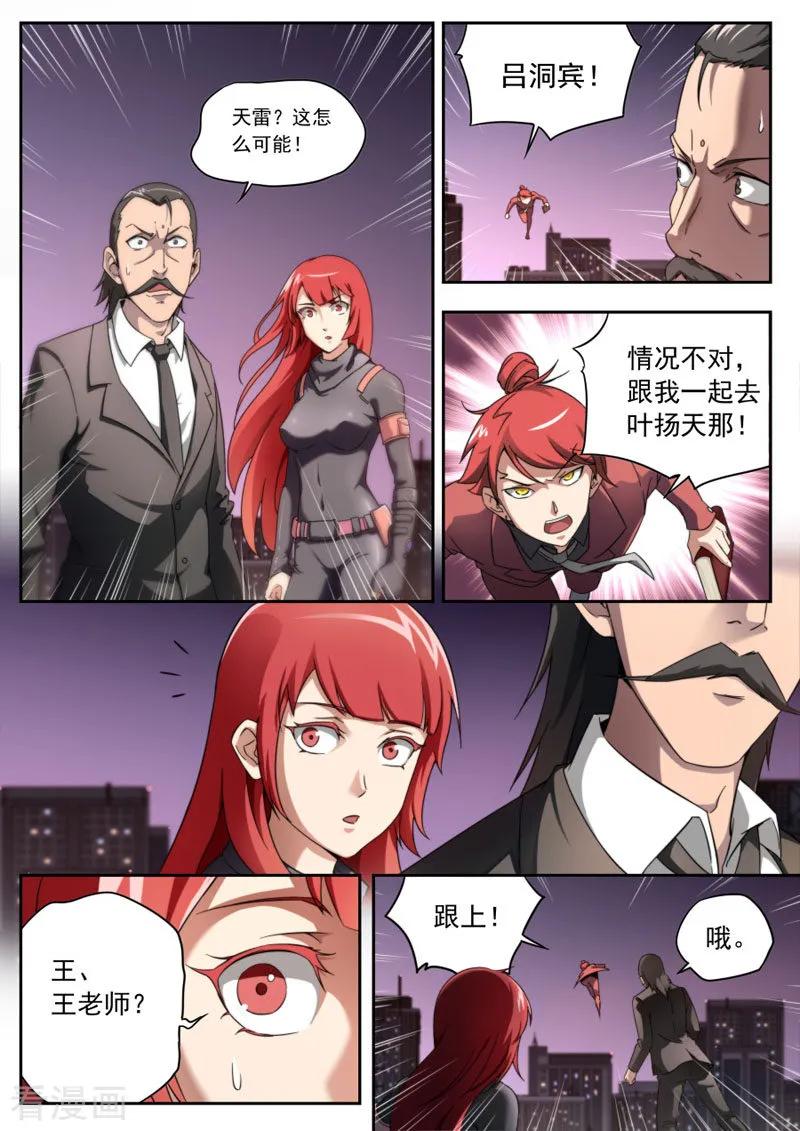 天雷？这怎
么可能！
吕洞宾！
情况不对，
跟我一起去
叶扬天那！
王、
王老师？
跟上！
哦。
看漫画